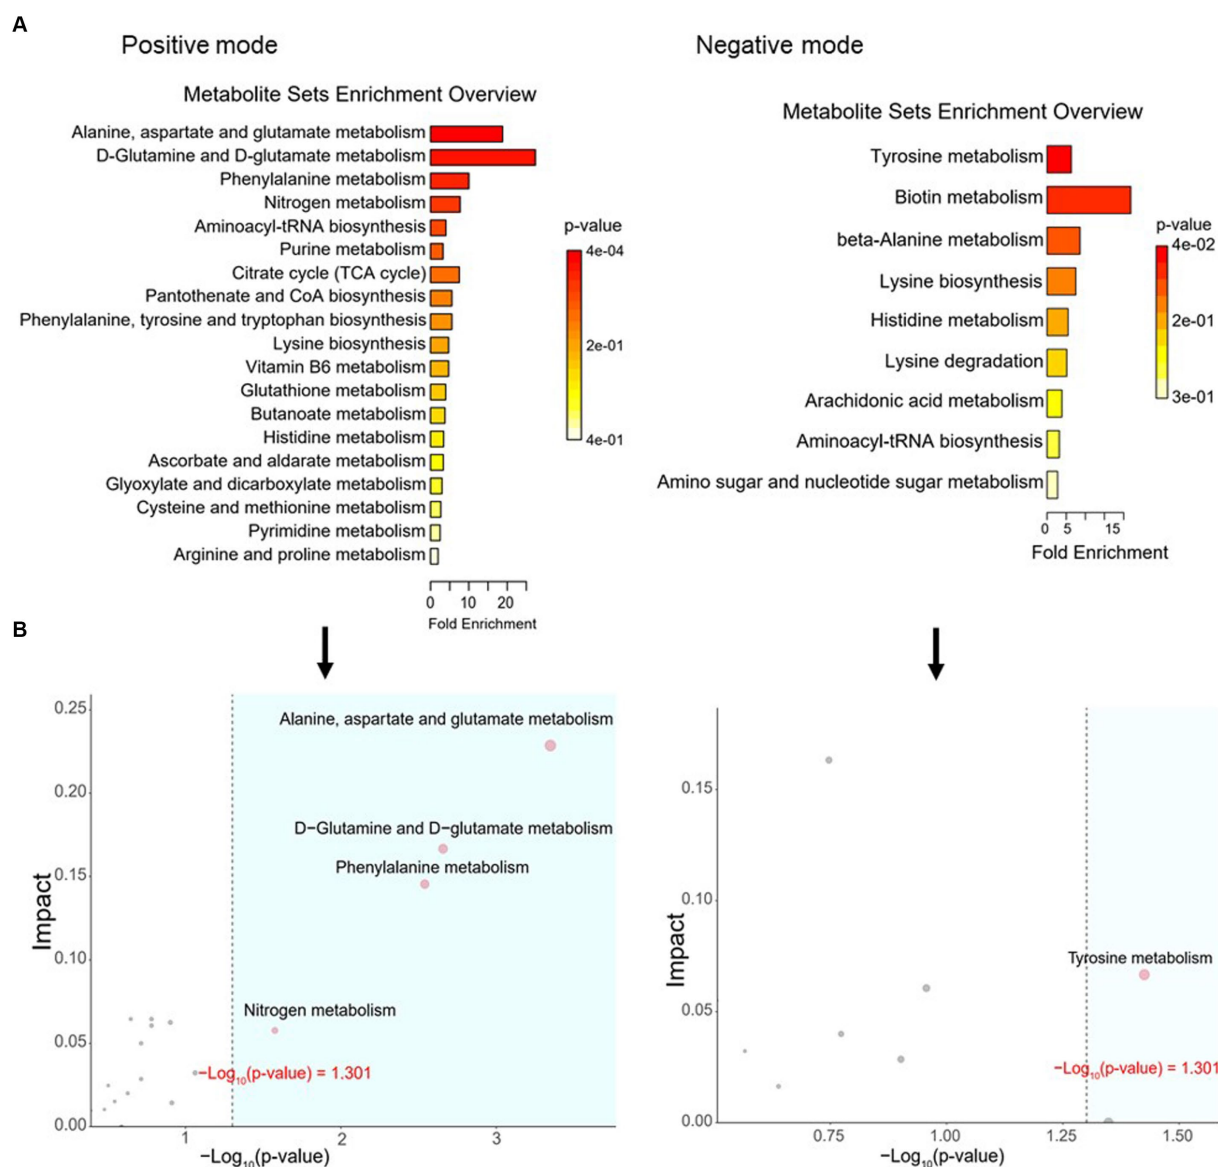 A
Positive mode
Negative mode
Metabolite Sets Enrichment Overview
Alanine, aspartate and glutamate metabolism
D-Glutamine and D-glutamate metabolism
Phenylalanine metabolism
Nitrogen metabolism
Aminoacyl-tRNA biosynthesis
Purine metabolism
Citrate cycle (TCA cycle)
Pantothenate and CoA biosynthesis
Phenylalanine, tyrosine and tryptophan biosynthesis
Lysine biosynthesis
Vitamin B6 metabolism
Glutathione metabolism
Butanoate metabolism
Histidine metabolism
Ascorbate and aldarate metabolism
Glyoxylate and dicarboxylate metabolism
Cysteine and methionine metabolism
Pyrimidine metabolism
Arginine and proline metabolism
0 10 20
Fold Enrichment
p-value
4e-04
2e-01
4e-01
Metabolite Sets Enrichment Overview
Tyrosine metabolism
Biotin metabolism
beta-Alanine metabolism
Lysine biosynthesis
Histidine metabolism
Lysine degradation
Arachidonic acid metabolism
Aminoacyl-tRNA biosynthesis
Amino sugar and nucleotide sugar metabolism
0 5 15
Fold Enrichment
p-value
4e-02
2e-01
3e-01
B
0.25
0.20
0.15
0.10
0.05
0.00
Impact
Alanine, aspartate and glutamate metabolism
D−Glutamine and D−glutamate metabolism
Phenylalanine metabolism
Nitrogen metabolism
−Log10(p-value) = 1.301
1 2 3
−Log10(p-value)
0.15
0.10
0.05
0.00
Impact
Tyrosine metabolism
−Log10(p-value) = 1.301
0.75 1.00 1.25 1.50
−Log10(p-value)